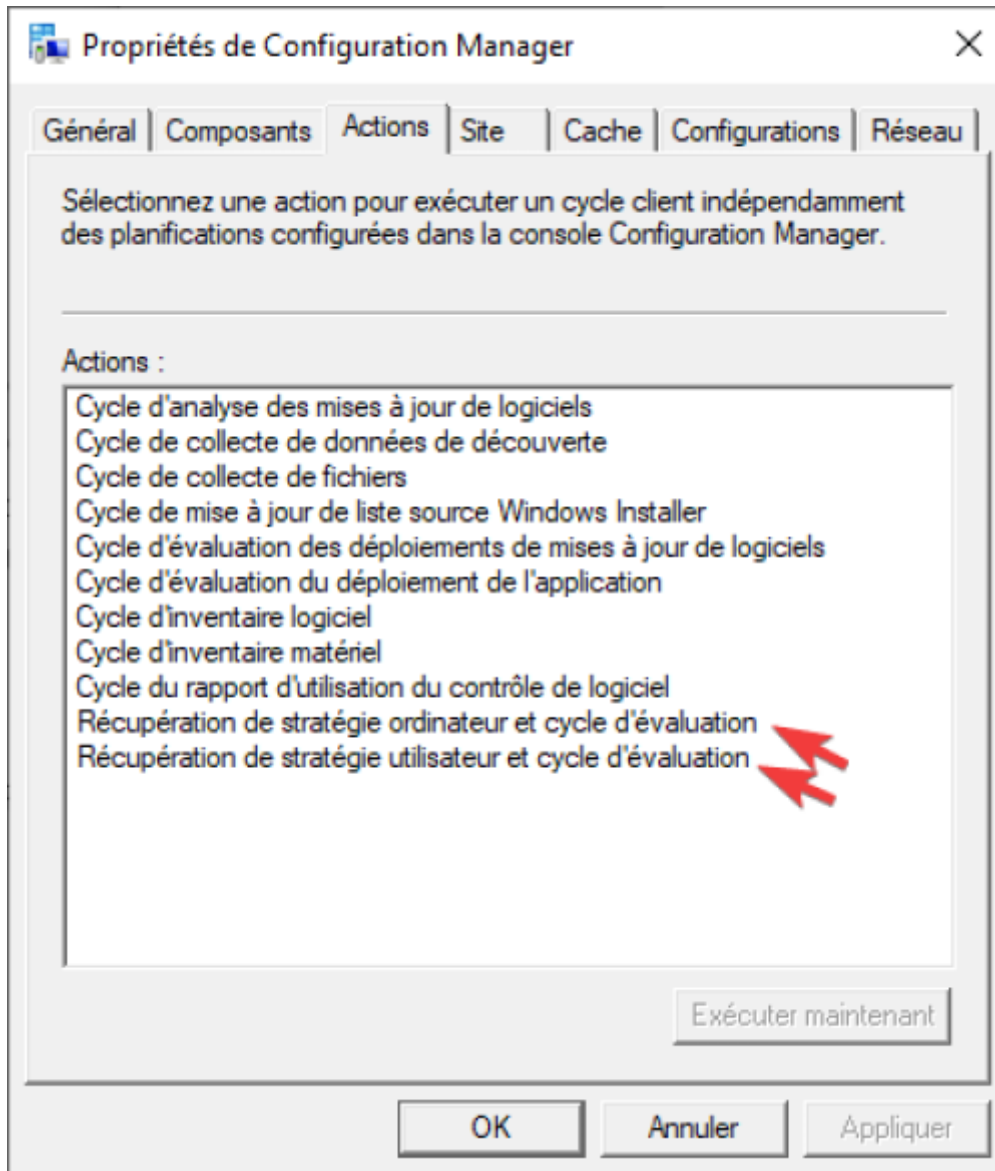 Propriétés de Configuration Manager
Général Composants Actions Site Cache Configurations Réseau
Sélectionnez une action pour exécuter un cycle client indépendamment
des planifications configurées dans la console Configuration Manager.
Actions :
Cycle d'analyse des mises à jour de logiciels
Cycle de collecte de données de découverte
Cycle de collecte de fichiers
Cycle de mise à jour de liste source Windows Installer
Cycle d'évaluation des déploiements de mises à jour de logiciels
Cycle d'évaluation du déploiement de l'application
Cycle d'inventaire logiciel
Cycle d'inventaire matériel
Cycle du rapport d'utilisation du contrôle de logiciel
Récupération de stratégie ordinateur et cycle d'évaluation
Récupération de stratégie utilisateur et cycle d'évaluation
Exécuter maintenant
OK Annuler Appliquer